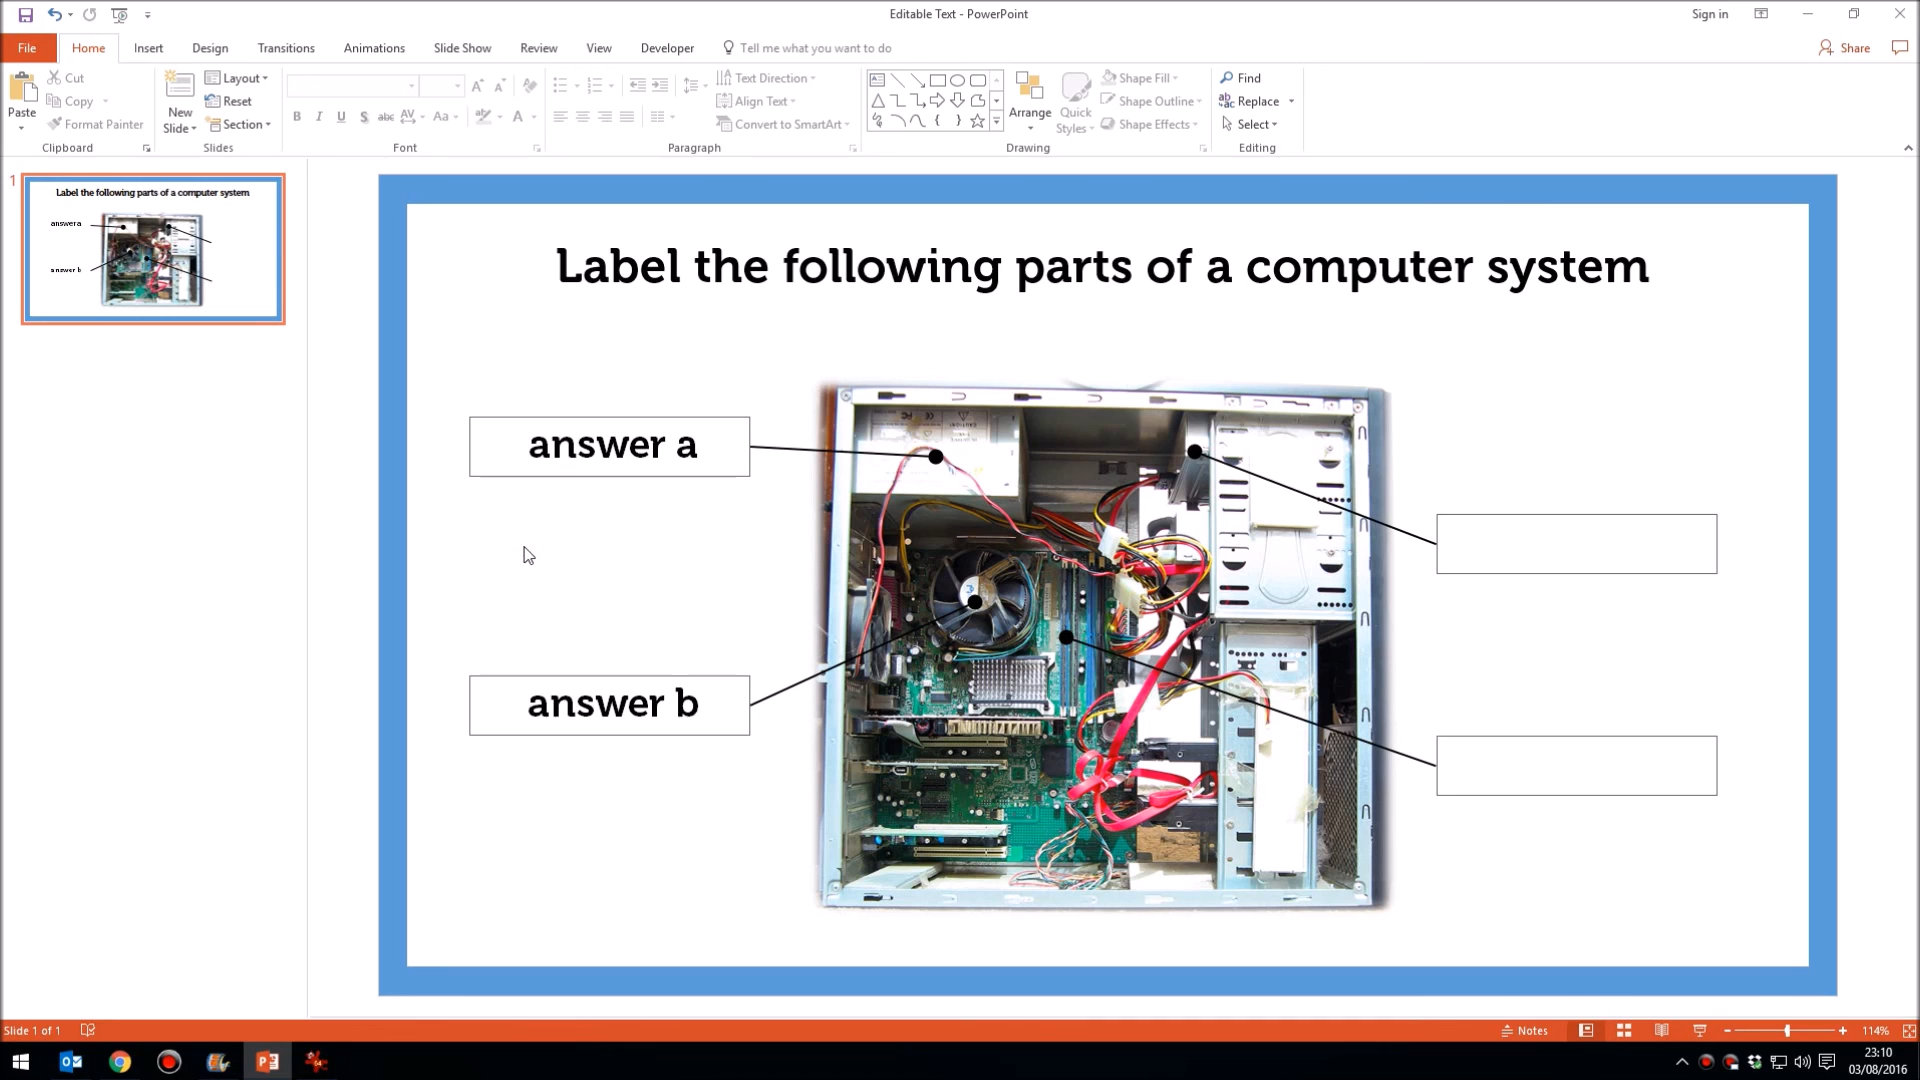 Editable Text - PowerPoint
Sign in
File Home Insert Design Transitions Animations Slide Show Review View Developer Tell me what you want to do Share
Paste
Cut
Copy
Format Painter
Clipboard
New Slide
Layout
Reset
Section
Slides
B I U S abc AV Aa A
Font
Text Direction
Align Text
Convert to SmartArt
Paragraph
Arrange
Quick Styles
Shape Fill
Shape Outline
Shape Effects
Drawing
Find
Replace
Select
Editing
1
Label the following parts of a computer system
answer a
answer b
Label the following parts of a computer system
answer a
answer b
Slide 1 of 1
Notes
114%
23:10
03/08/2016